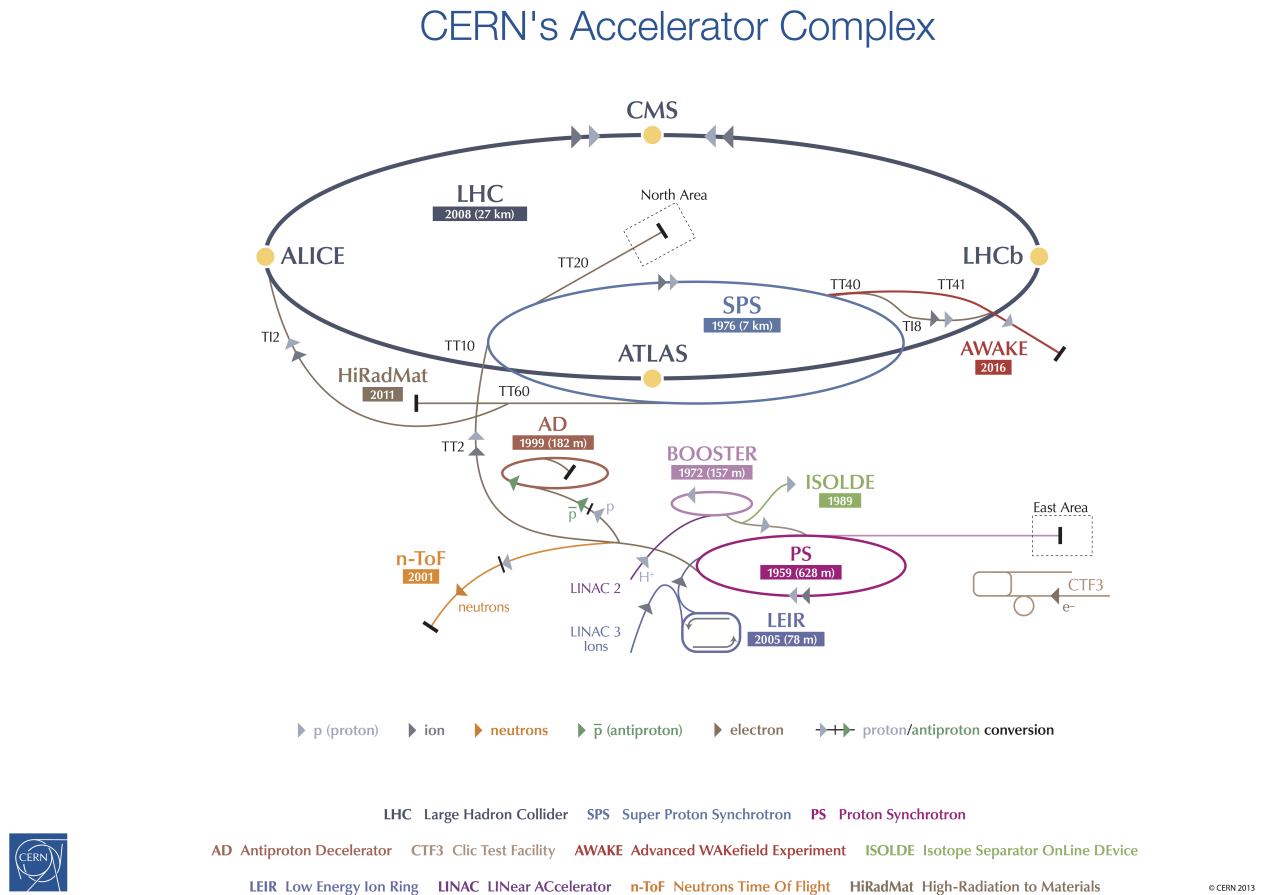 CERN's Accelerator Complex
CMS
North Area
LHC
2008 (27 km)
ALICE
LHCb
TT20
TT40
TT41
SPS
1976 (7 km)
TI8
TI2
TT10
ATLAS
AWAKE
2016
HiRadMat
2011
TT60
AD
1999 (182 m)
TT2
BOOSTER
1972 (157 m)
ISOLDE
1989
p̅
p
East Area
n-ToF
2001
PS
1959 (628 m)
H⁺
LINAC 2
CTF3
e⁻
neutrons
LEIR
2005 (78 m)
LINAC 3
Ions
p (proton) ion neutrons p̅ (antiproton) electron proton/antiproton conversion
LHC Large Hadron Collider SPS Super Proton Synchrotron PS Proton Synchrotron
AD Antiproton Decelerator CTF3 Clic Test Facility AWAKE Advanced WAKefield Experiment ISOLDE Isotope Separator OnLine DEvice
LEIR Low Energy Ion Ring LINAC LINear ACcelerator n-ToF Neutrons Time Of Flight HiRadMat High-Radiation to Materials
CERN
© CERN 2013